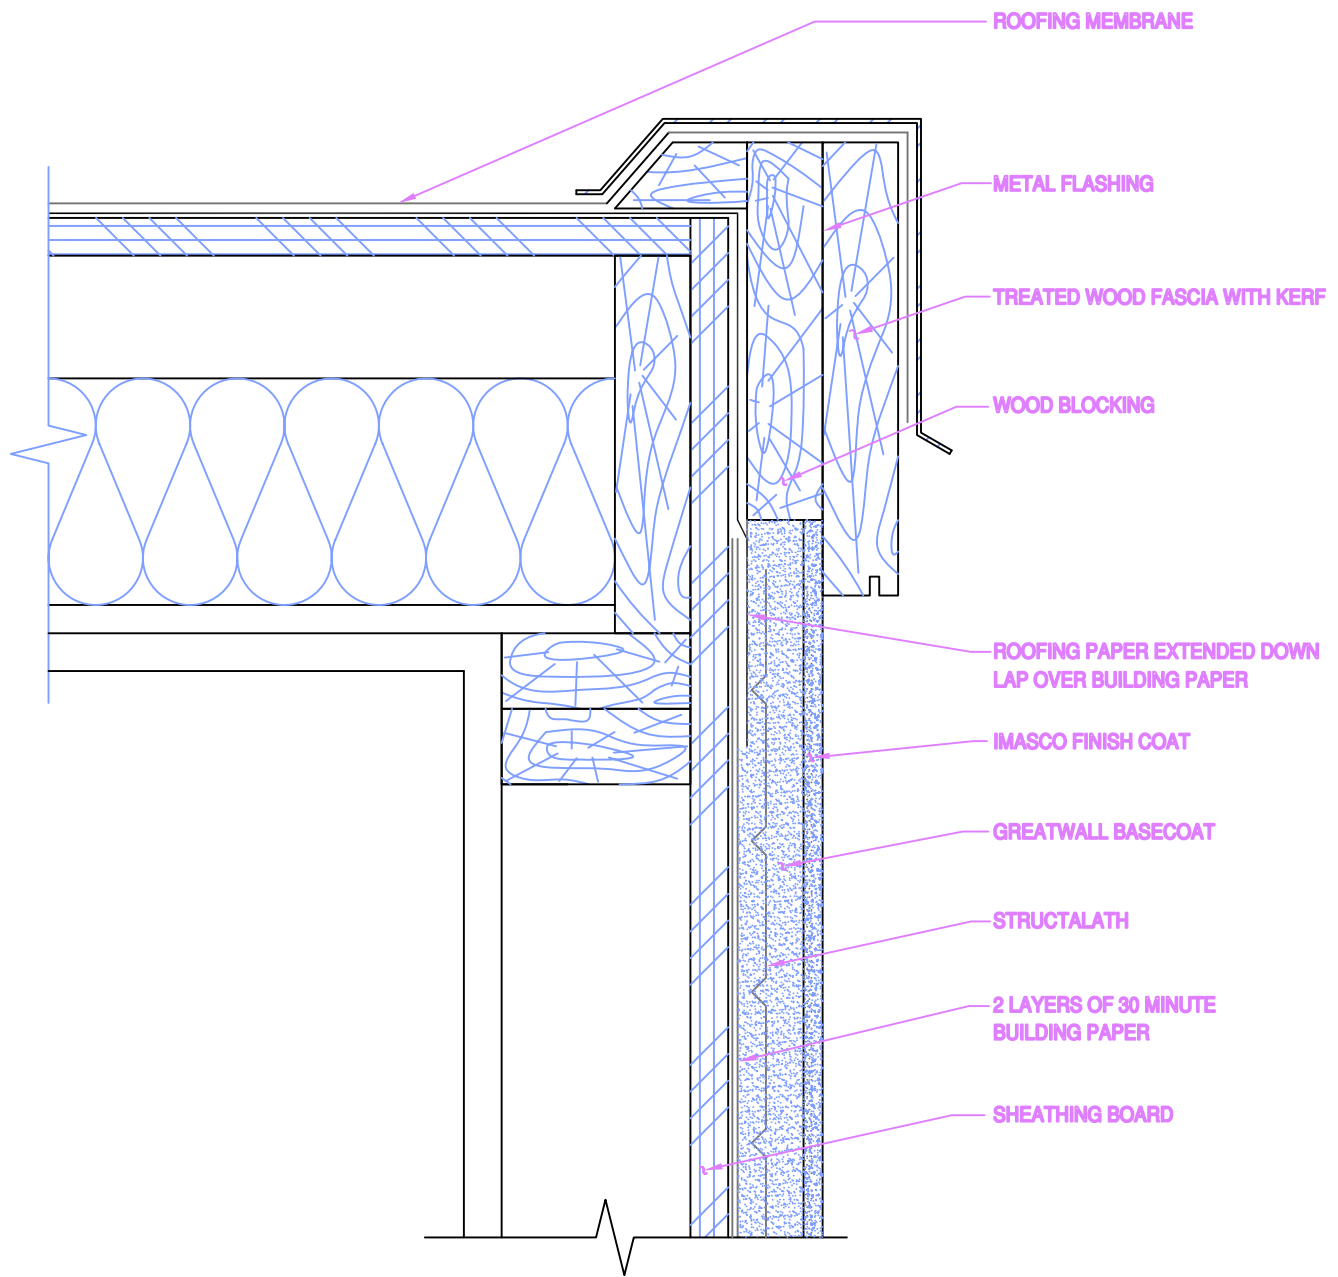 ROOFING MEMBRANE
METAL FLASHING
TREATED WOOD FASCIA WITH KERF
WOOD BLOCKING
ROOFING PAPER EXTENDED DOWN
LAP OVER BUILDING PAPER
IMASCO FINISH COAT
GREATWALL BASECOAT
STRUCTALATH
2 LAYERS OF 30 MINUTE
BUILDING PAPER
SHEATHING BOARD